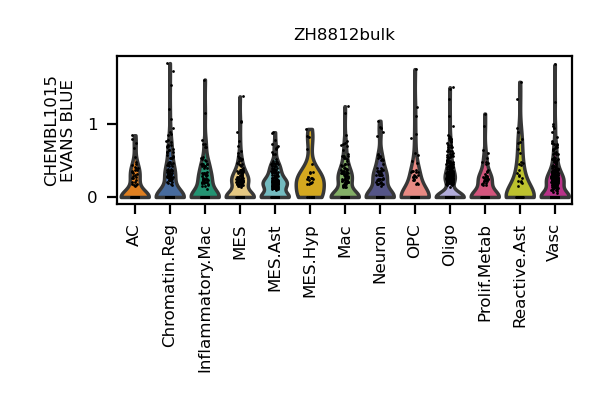 ZH8812bulk
CHEMBL1015
EVANS BLUE
1
0
AC
Chromatin.Reg
Inflammatory.Mac
MES
MES.Ast
MES.Hyp
Mac
Neuron
OPC
Oligo
Prolif.Metab
Reactive.Ast
Vasc